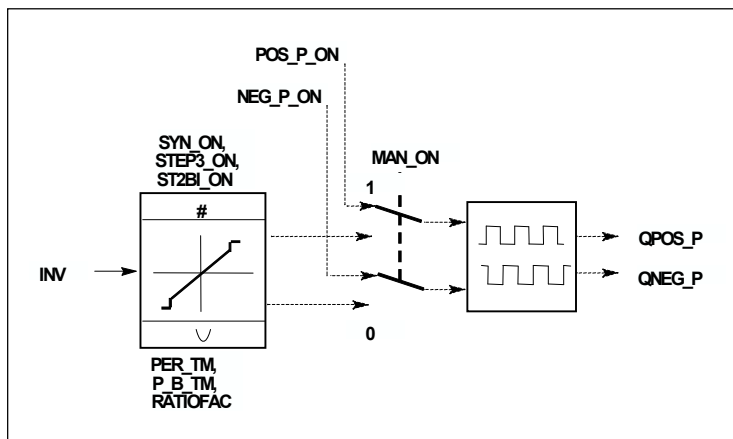 POS_P_ON
NEG_P_ON
SYN_ON,
STEP3_ON,
ST2BI_ON
MAN_ON
1
#
QPOS_P
INV
QNEG_P
0
PER_TM,
P_B_TM,
RATIOFAC